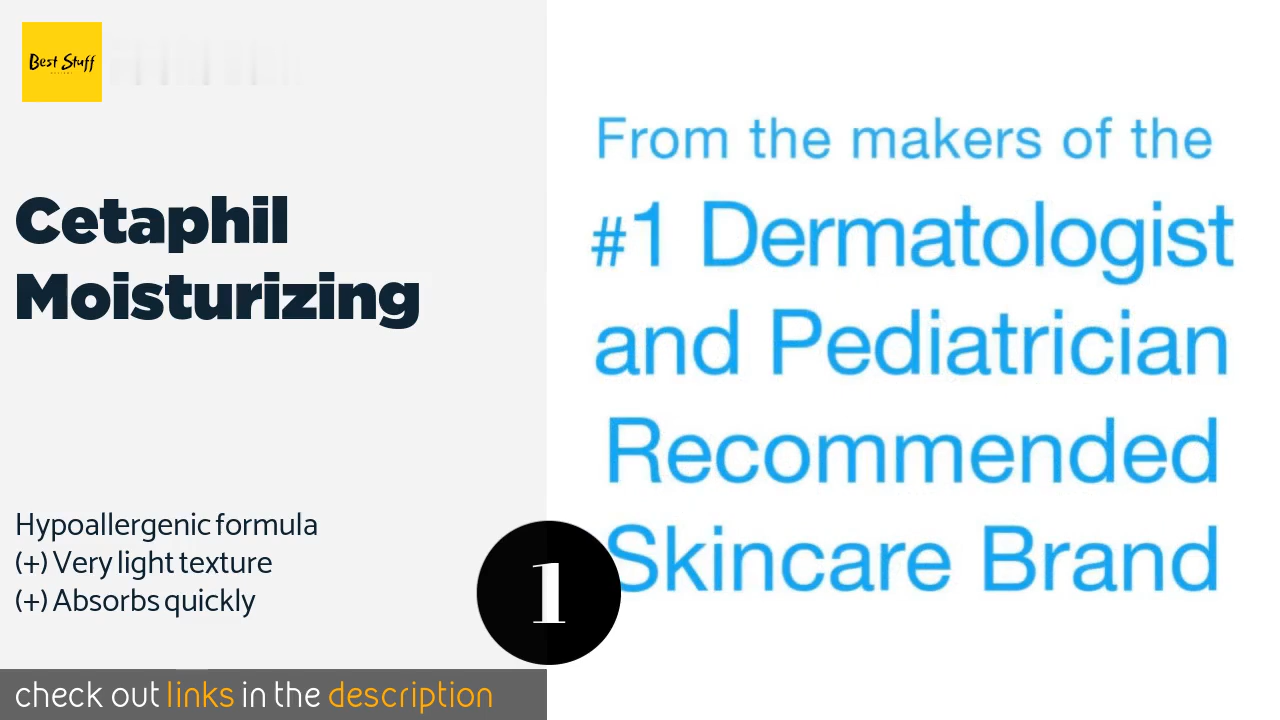 Best Stuff
Cetaphil
Moisturizing
Hypoallergenic formula
(+) Very light texture
(+) Absorbs quickly
check out links in the description
From the makers of the
#1 Dermatologist
and Pediatrician
Recommended
Skincare Brand
1